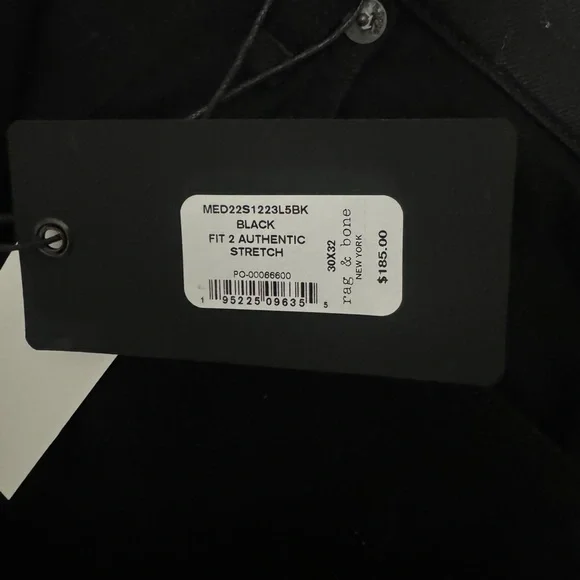 MED22S1223L5BK
BLACK
FIT 2 AUTHENTIC
STRETCH
PO-00066600
1 95225 09635 5
30X32
rag & bone
NEW YORK
$185.00